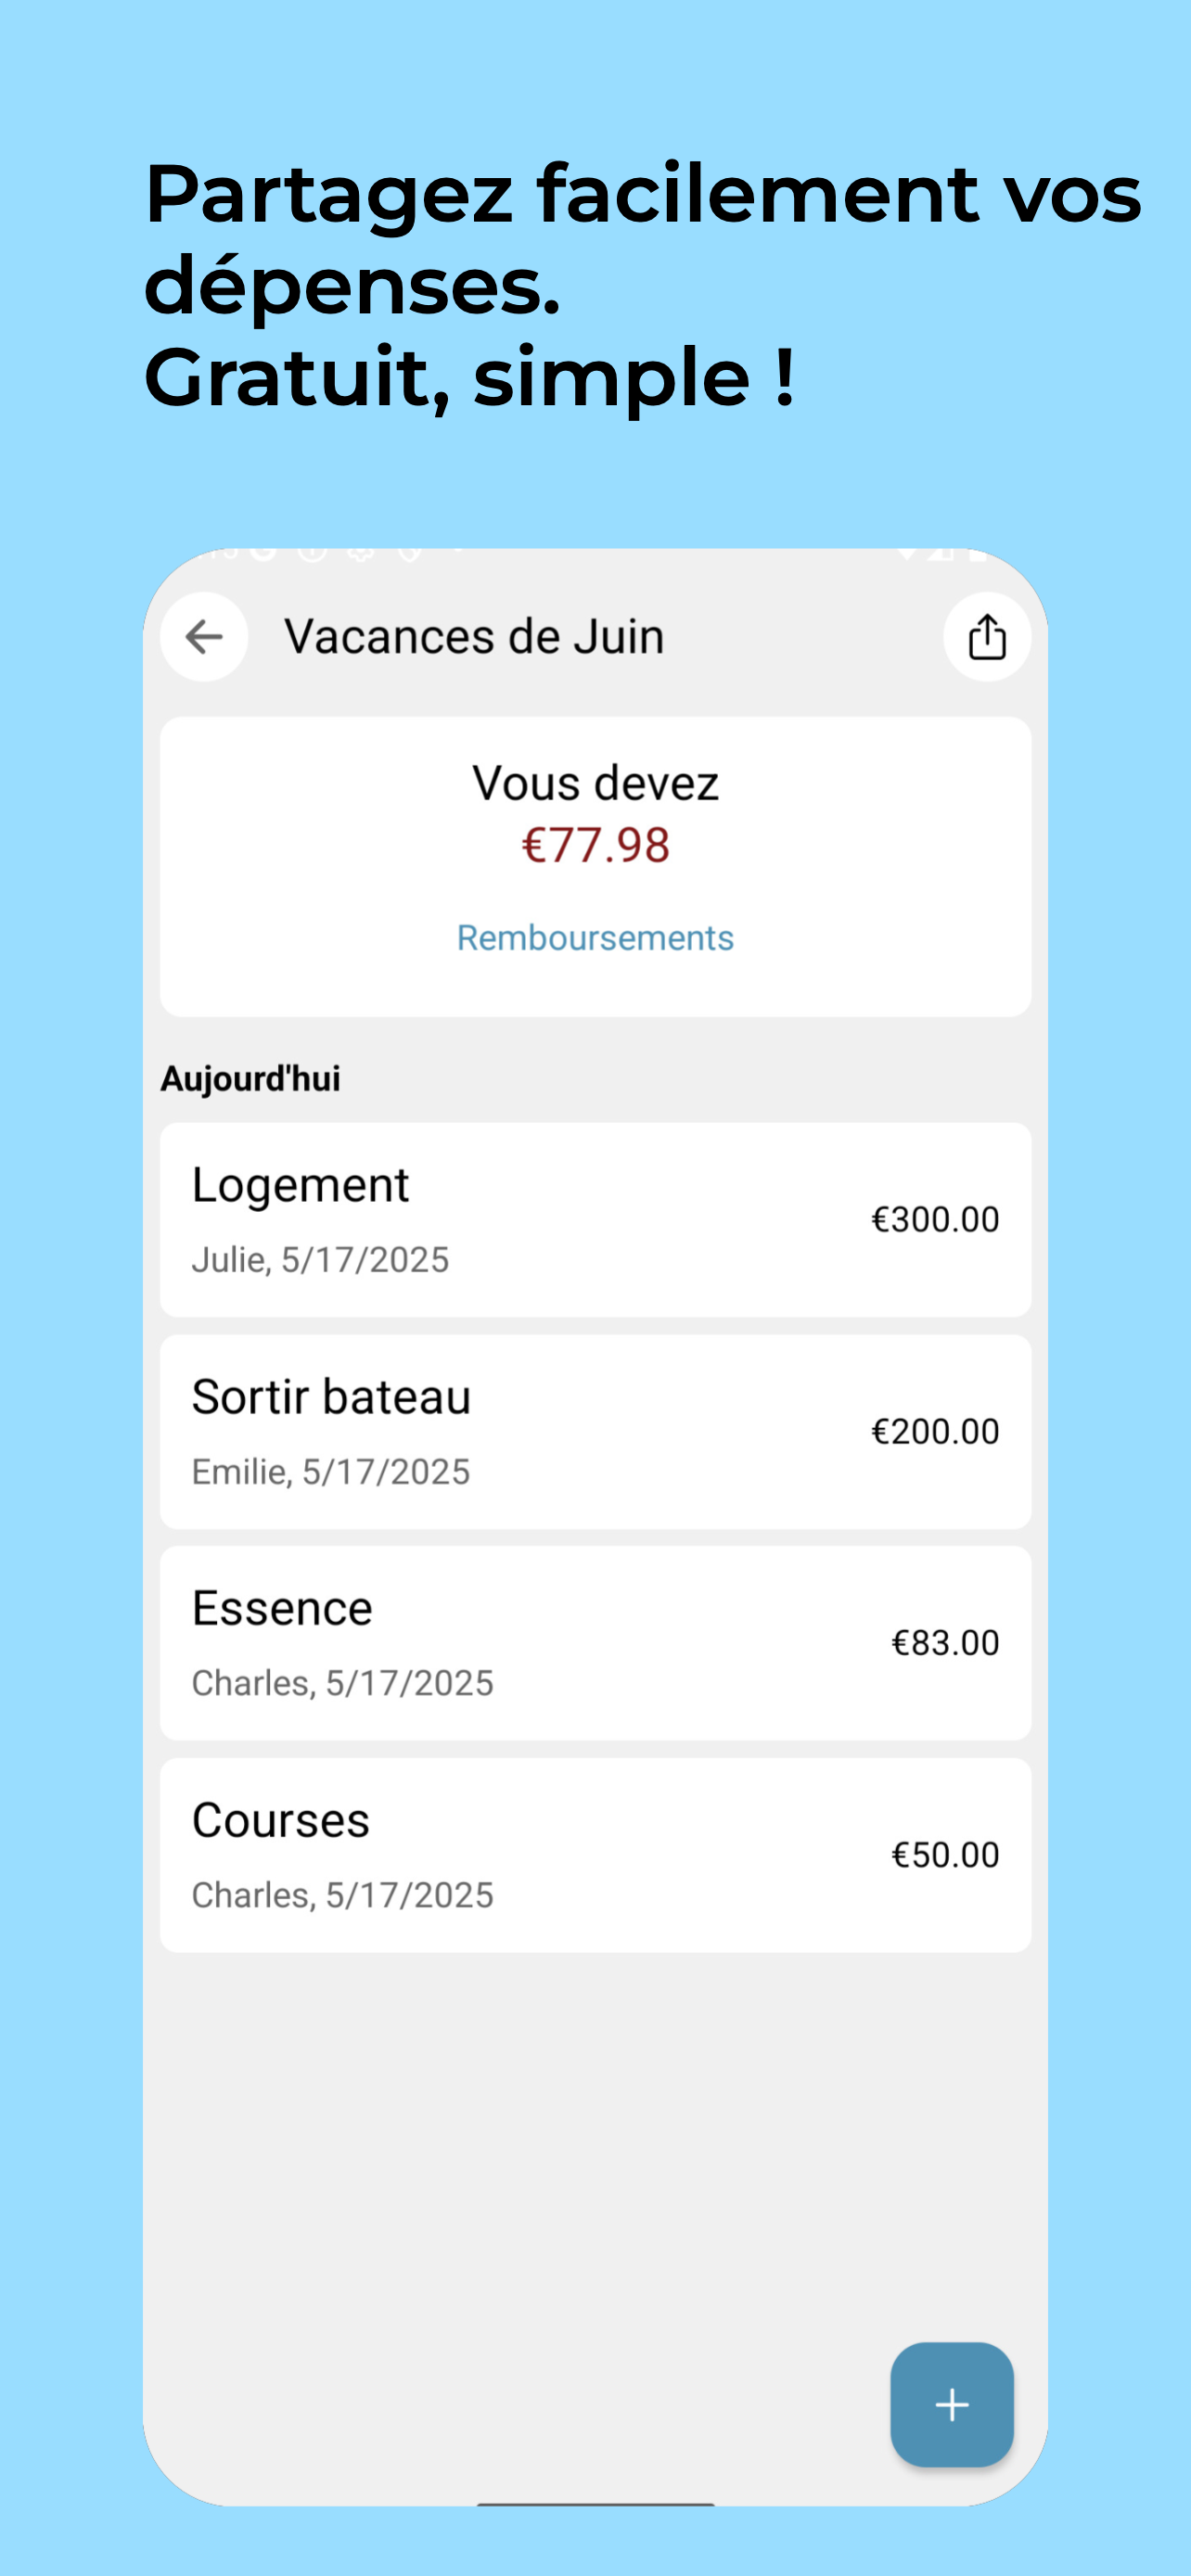 Partagez facilement vos
dépenses.
Gratuit, simple !
Vacances de Juin
Vous devez
€77.98
Remboursements
Aujourd'hui
Logement
€300.00
Julie, 5/17/2025
Sortir bateau
€200.00
Emilie, 5/17/2025
Essence
€83.00
Charles, 5/17/2025
Courses
€50.00
Charles, 5/17/2025